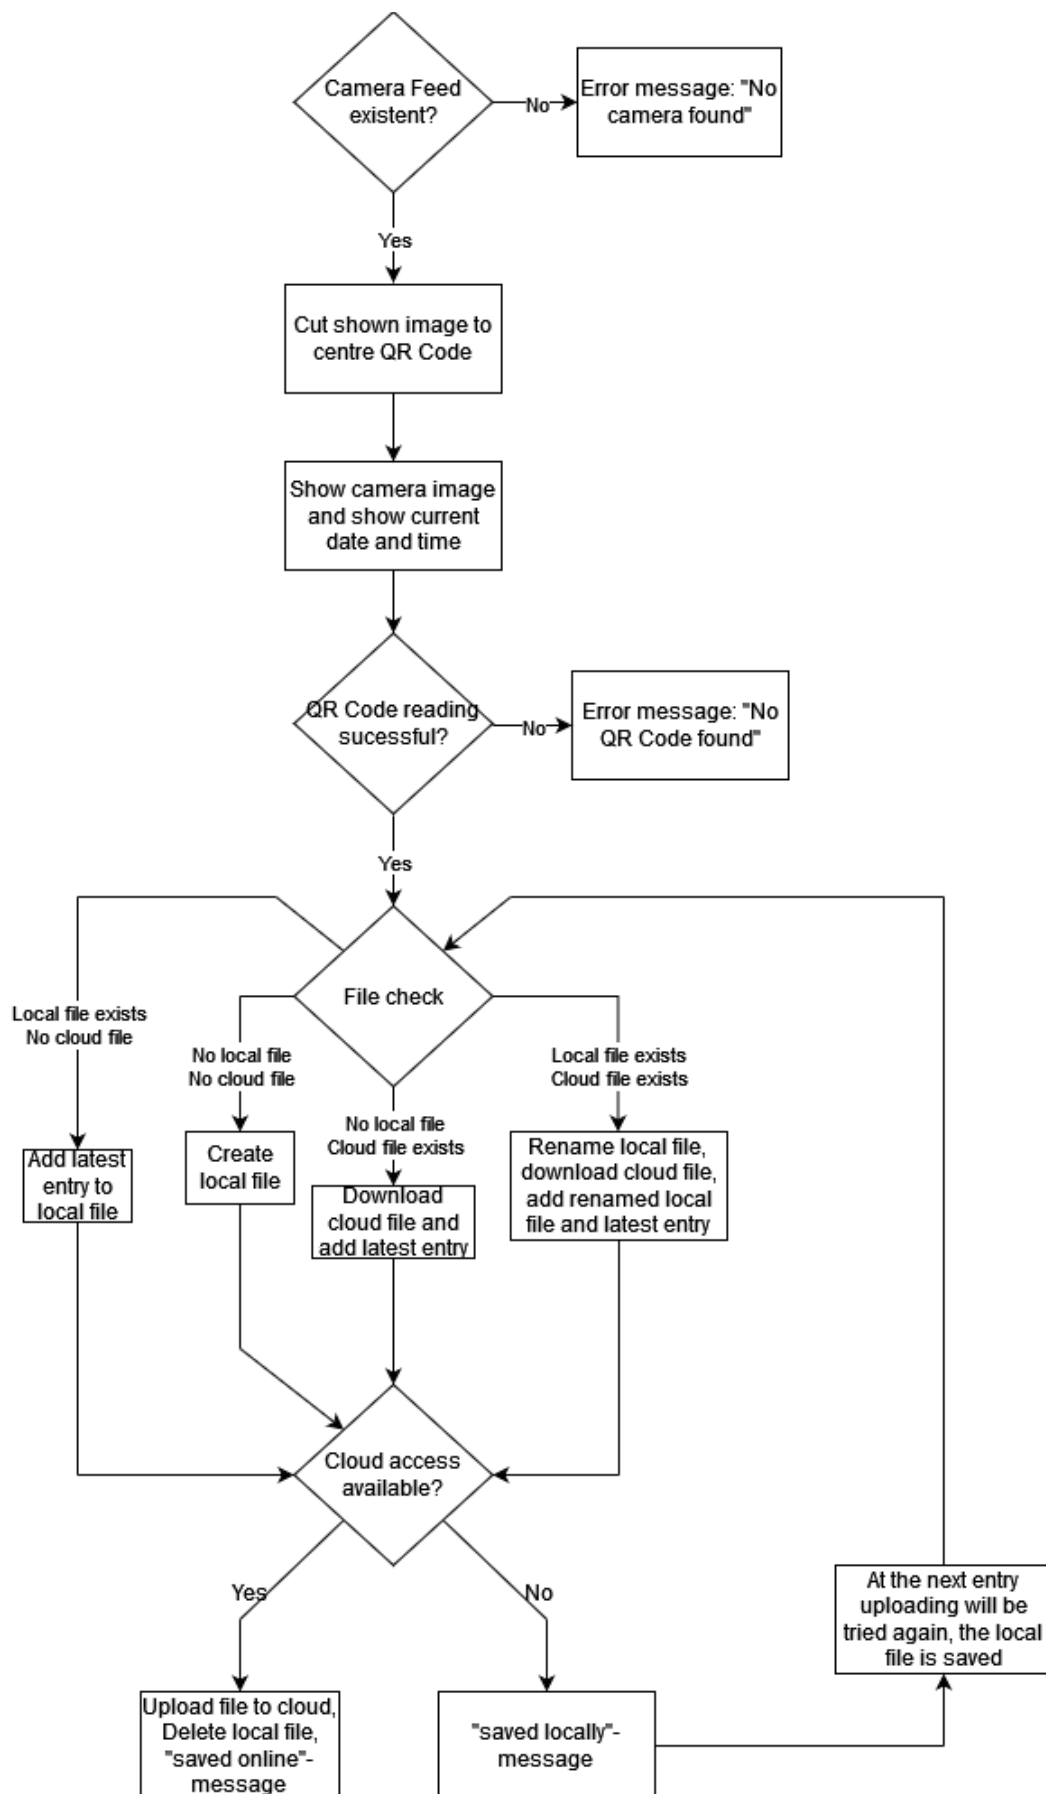 Camera Feed
existent?
No
Error message: "No
camera found"
Yes
Cut shown image to
centre QR Code
Show camera image
and show current
date and time
QR Code reading
sucessful?
No
Error message: "No
QR Code found"
Yes
File check
Local file exists
No cloud file
No local file
No cloud file
No local file
Cloud file exists
Local file exists
Cloud file exists
Add latest
entry to
local file
Create
local file
Download
cloud file and
add latest entry
Rename local file,
download cloud file,
add renamed local
file and latest entry
Cloud access
available?
Yes
No
Upload file to cloud,
Delete local file,
"saved online"-
message
"saved locally"-
message
At the next entry
uploading will be
tried again, the local
file is saved